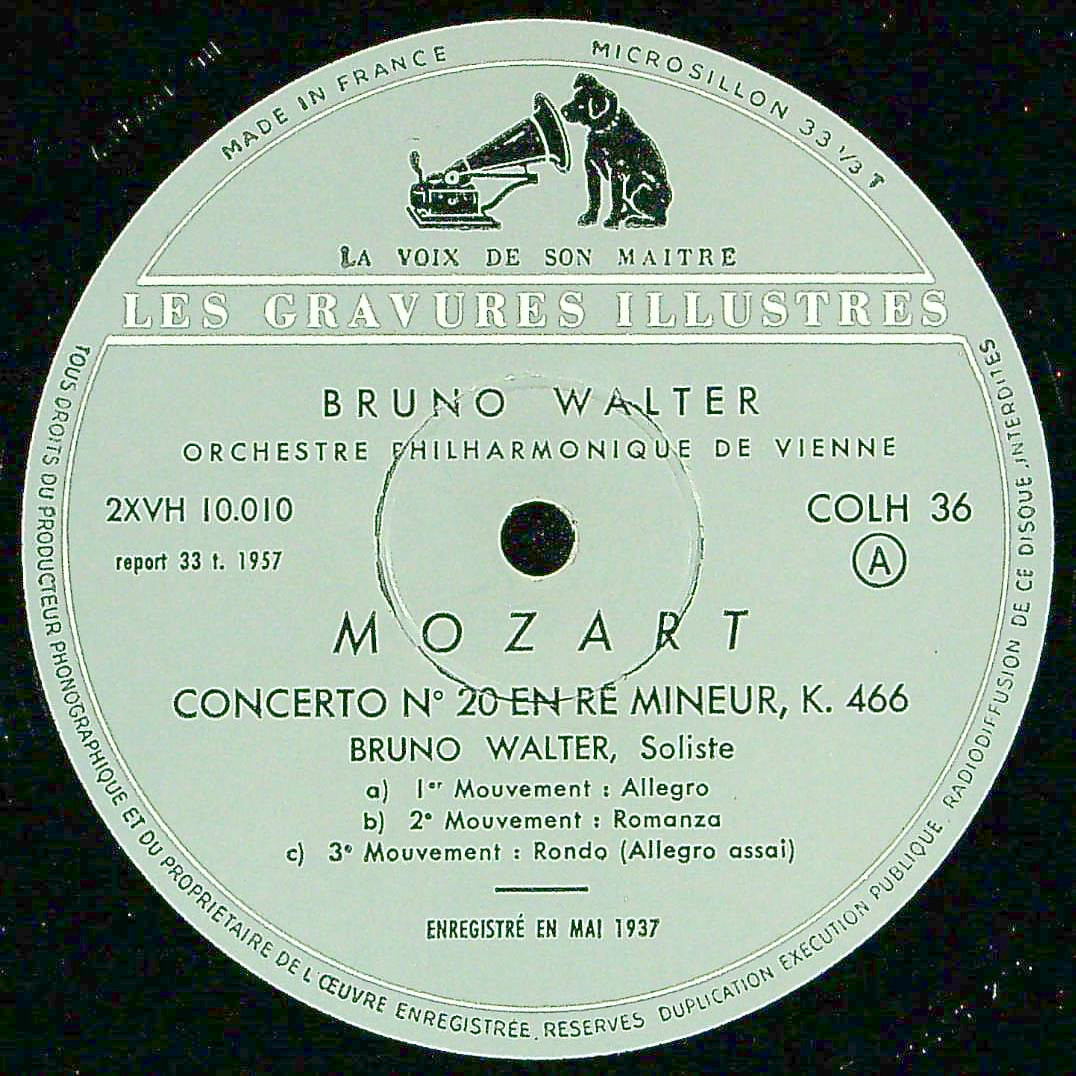 MADE IN FRANCE
MICROSILLON 33 1/3 T
LA VOIX DE SON MAITRE
LES GRAVURES ILLUSTRES
BRUNO WALTER
ORCHESTRE PHILHARMONIQUE DE VIENNE
2XVH 10.010
COLH 36
report 33 t. 1957
A
MOZART
CONCERTO N° 20 EN RÉ MINEUR, K. 466
BRUNO WALTER, Soliste
a) 1er Mouvement : Allegro
b) 2e Mouvement : Romanza
c) 3e Mouvement : Rondo (Allegro assai)
ENREGISTRÉ EN MAI 1937
TOUS DROITS DU PRODUCTEUR PHONOGRAPHIQUE ET DU PROPRIÉTAIRE DE L'ŒUVRE ENREGISTRÉE, RÉSERVÉS DUPLICATION EXÉCUTION PUBLIQUE, RADIODIFFUSION DE CE DISQUE INTERDITES